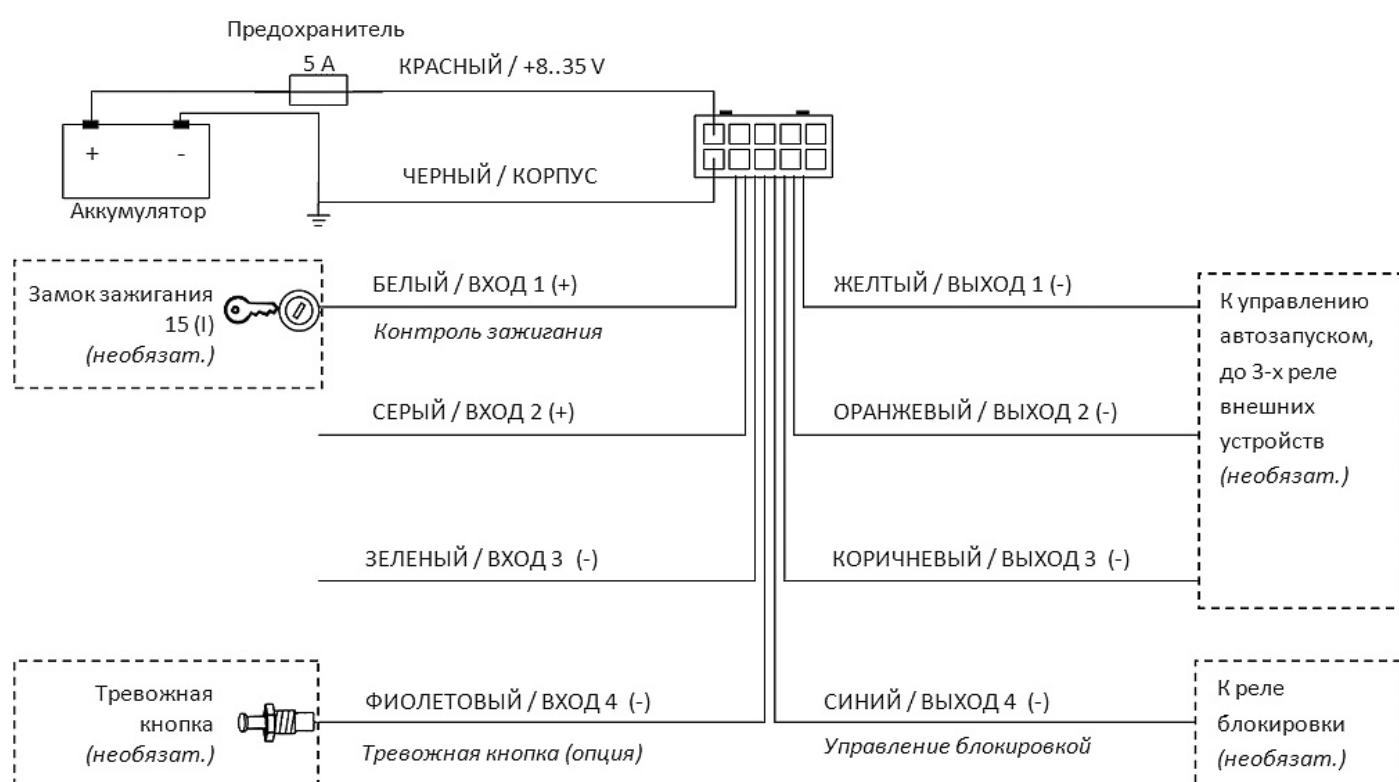 Предохранитель
5 А
КРАСНЫЙ / +8..35 V
+
-
ЧЕРНЫЙ / КОРПУС
Аккумулятор
Замок зажигания
15 (I)
(необязат.)
БЕЛЫЙ / ВХОД 1 (+)
Контроль зажигания
ЖЕЛТЫЙ / ВЫХОД 1 (-)
К управлению
автозапуском,
до 3-х реле
внешних
устройств
(необязат.)
СЕРЫЙ / ВХОД 2 (+)
ОРАНЖЕВЫЙ / ВЫХОД 2 (-)
ЗЕЛЕНЫЙ / ВХОД 3 (-)
КОРИЧНЕВЫЙ / ВЫХОД 3 (-)
Тревожная
кнопка
(необязат.)
ФИОЛЕТОВЫЙ / ВХОД 4 (-)
Тревожная кнопка (опция)
СИНИЙ / ВЫХОД 4 (-)
Управление блокировкой
К реле
блокировки
(необязат.)